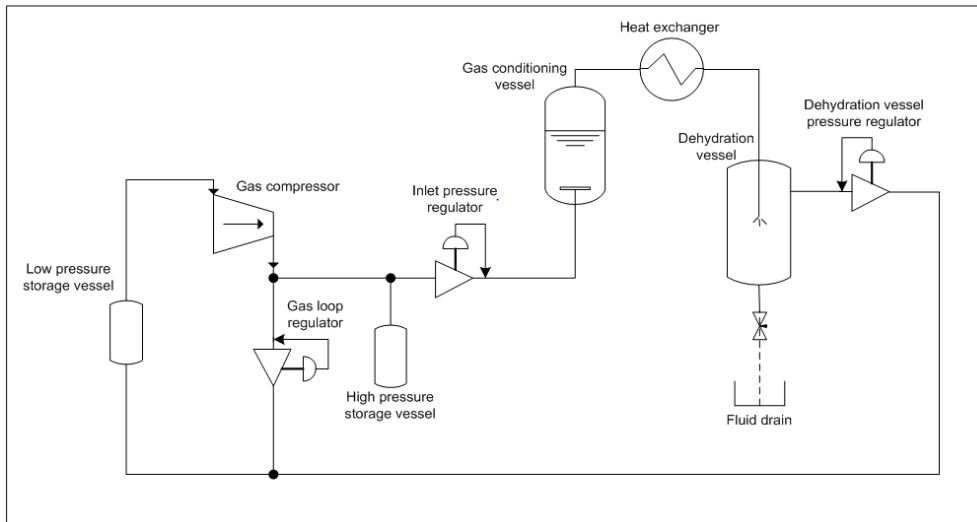 Heat exchanger
Gas conditioning
vessel
Dehydration vessel
pressure regulator
Dehydration
vessel
Gas compressor
Inlet pressure
regulator
Low pressure
storage vessel
Gas loop
regulator
High pressure
storage vessel
Fluid drain